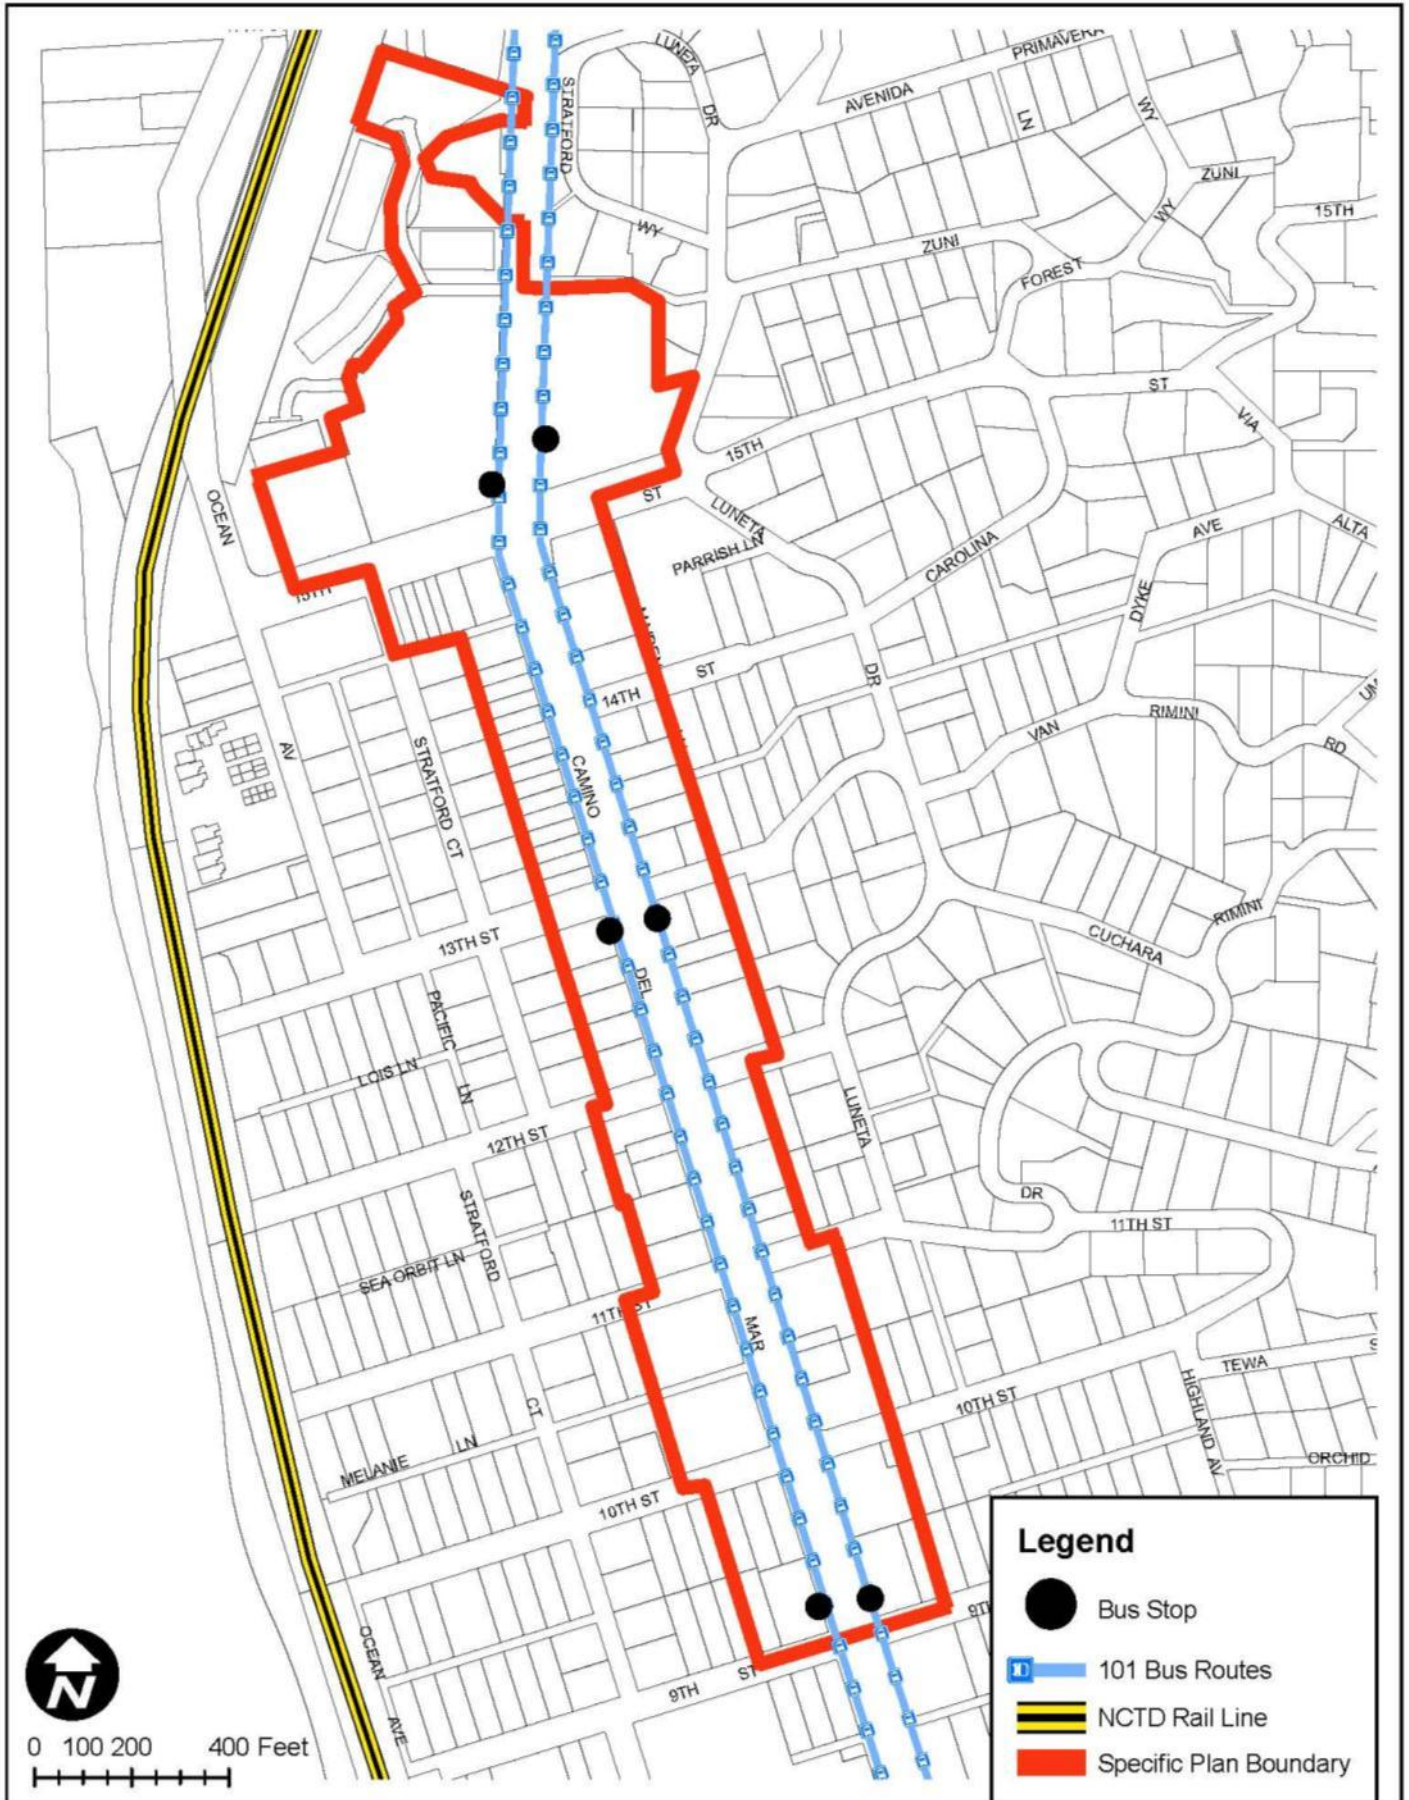 LUNETA
DR
PRIMAVERA
AVENIDA
LN
WY
STRATFORD
WY
ZUNI
15TH
ZUNI
WY
FOREST
ST
VIA
15TH
ST
LUNETA
PARRISH LN
CAROLINA
AVE
ALTA
OCEAN
DYKE
15TH
ST
14TH
DR
RIMINI
VAN
RD
AV
STRATFORD CT
CAMINO
13TH ST
DEL
RIMINI
CUCHARA
PACIFIC
LN
LOIS LN
12TH ST
LUNETA
DR
11TH ST
STRATFORD
SEA ORBIT LN
11TH ST
MAR
TEWA
10TH ST
HIGHLAND AV
ORCHID
CT
MELANIE LN
10TH ST
OCEAN
AVE
9TH ST
9TH
N
0 100 200 400 Feet
Legend
Bus Stop
101 Bus Routes
NCTD Rail Line
Specific Plan Boundary